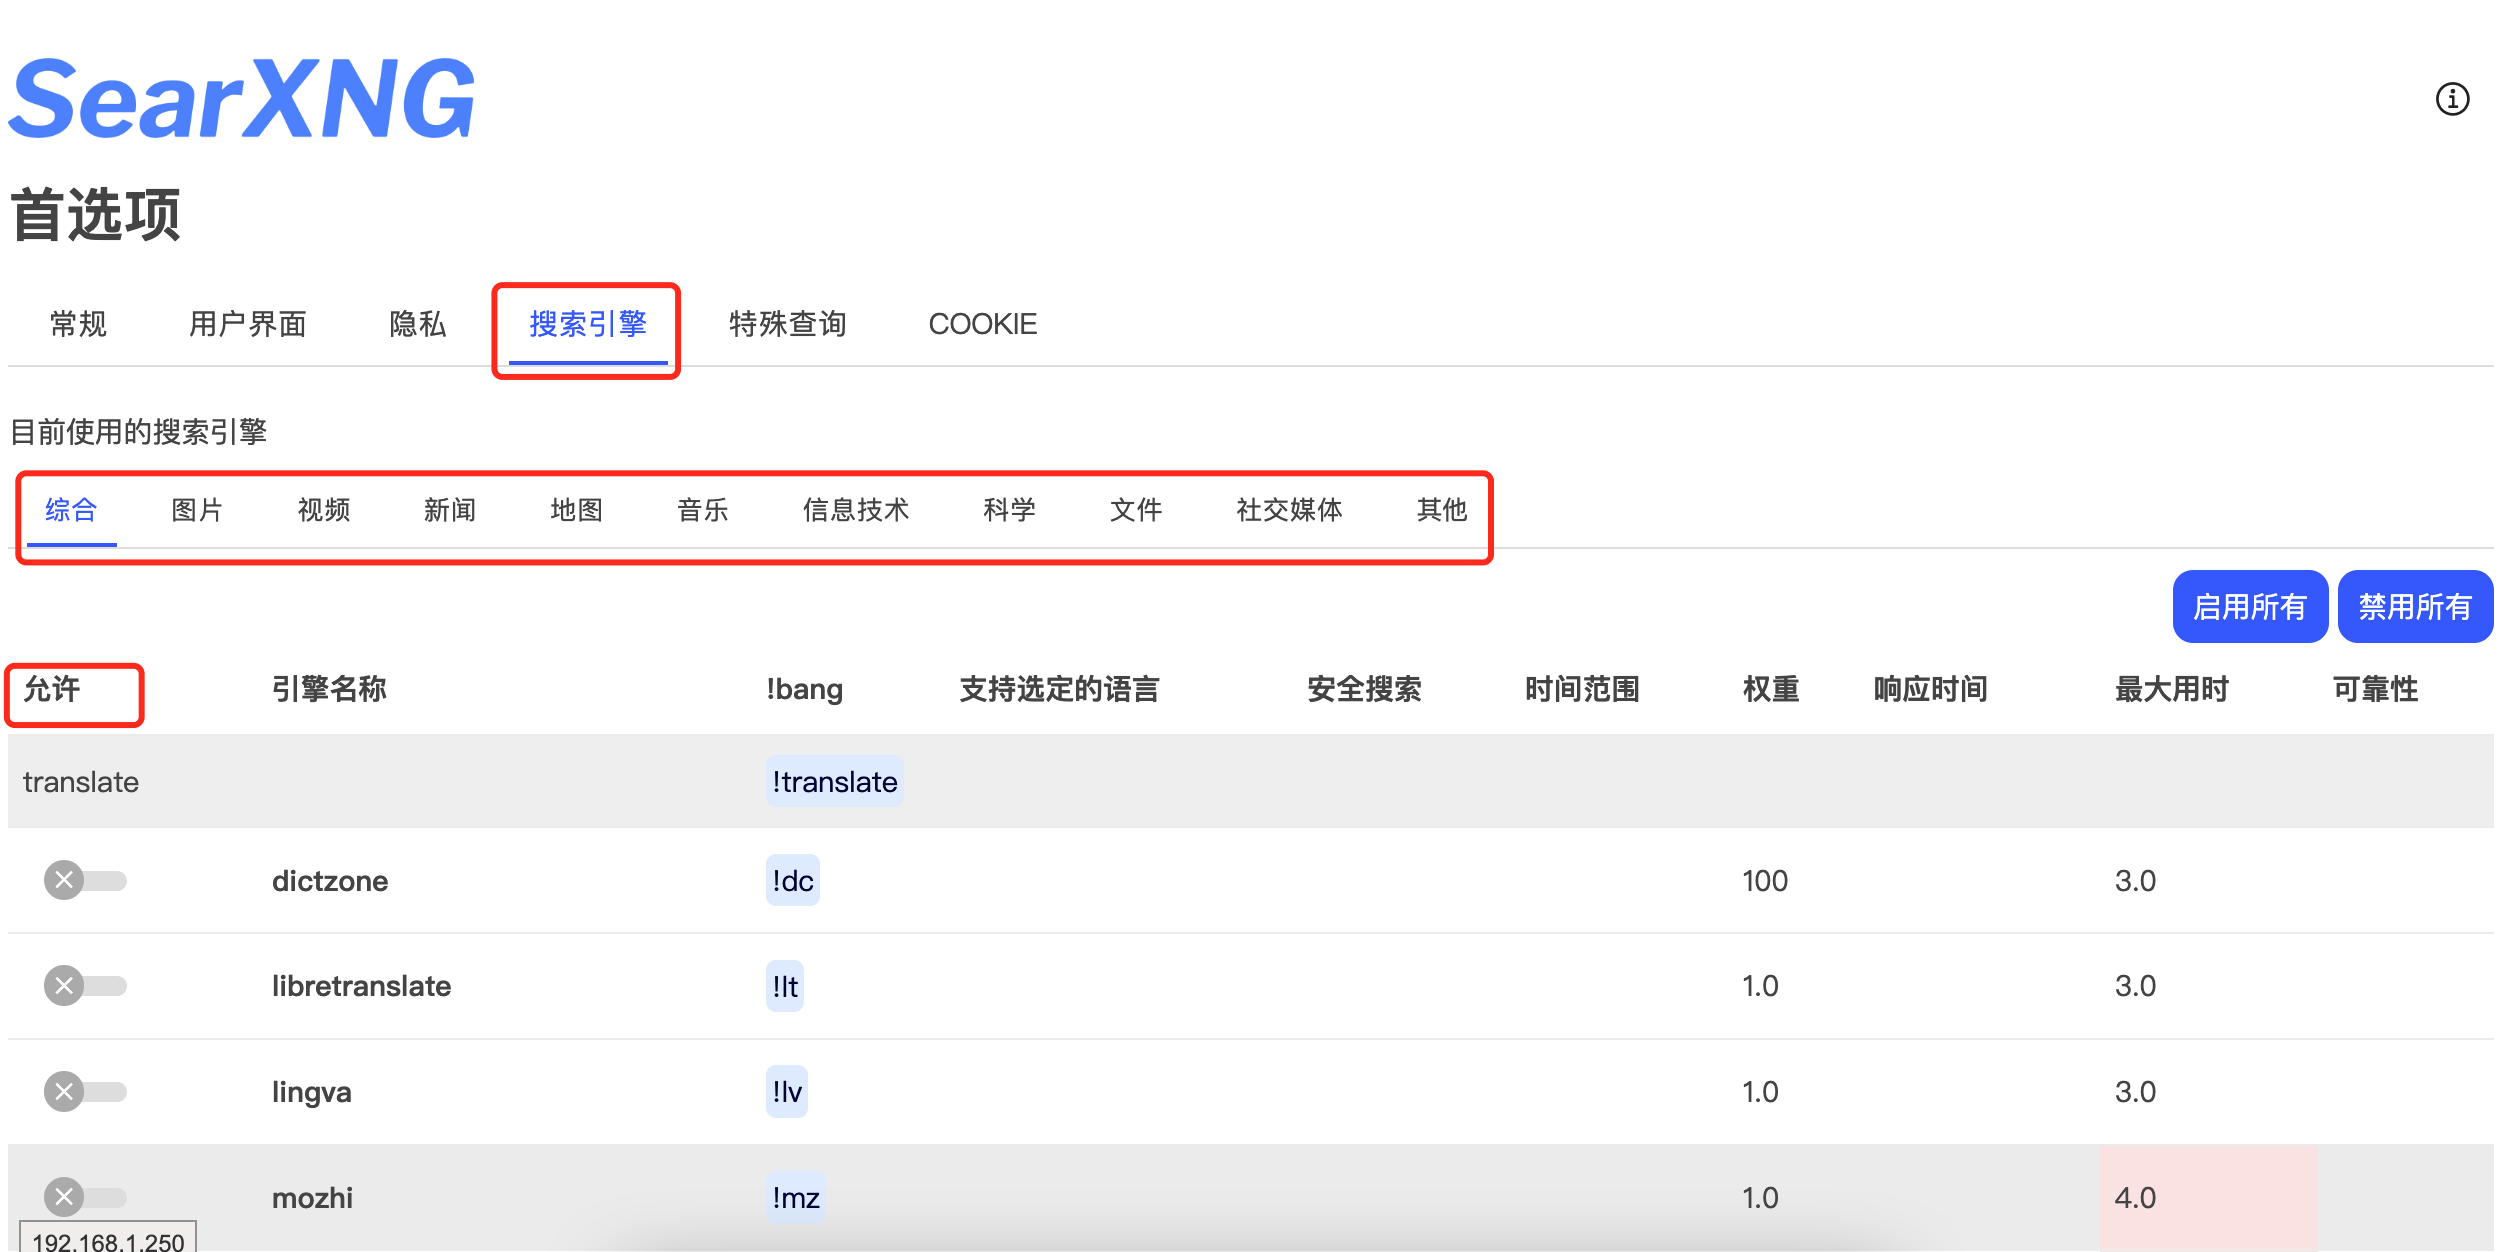 SearXNG
首选项
常规 用户界面 隐私 搜索引擎 特殊查询 COOKIE
目前使用的搜索引擎
综合 图片 视频 新闻 地图 音乐 信息技术 科学 文件 社交媒体 其他
启用所有 禁用所有
允许 引擎名称 !bang 支持选定的语言 安全搜索 时间范围 权重 响应时间 最大用时 可靠性
translate !translate
dictzone !dc 100 3.0
libretranslate !lt 1.0 3.0
lingva !lv 1.0 3.0
mozhi !mz 1.0 4.0
192.168.1.250